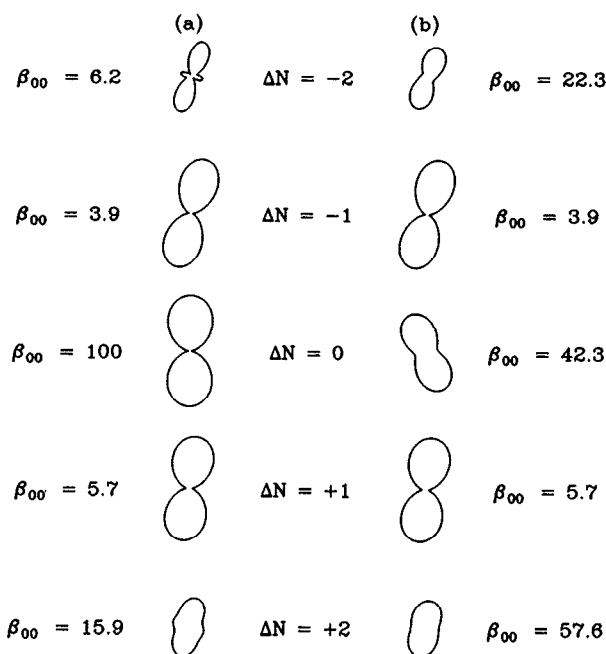 (a) (b)
β00 = 6.2 ΔN = −2 β00 = 22.3
β00 = 3.9 ΔN = −1 β00 = 3.9
β00 = 100 ΔN = 0 β00 = 42.3
β00 = 5.7 ΔN = +1 β00 = 5.7
β00 = 15.9 ΔN = +2 β00 = 57.6